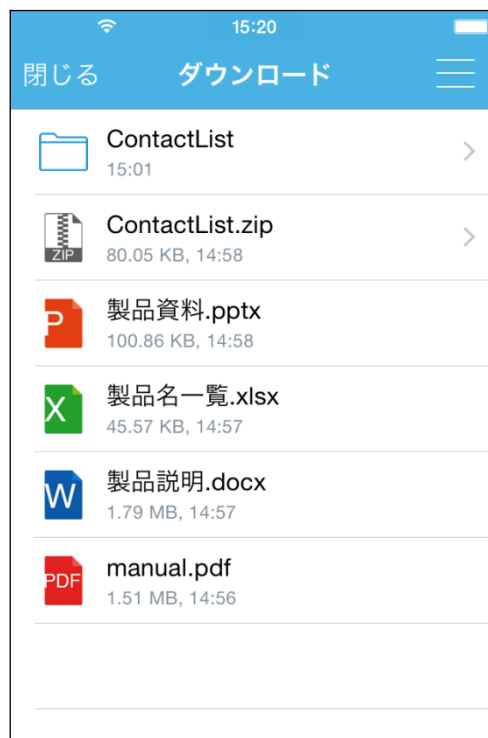 15:20
閉じる ダウンロード
ContactList
15:01
ContactList.zip
ZIP
80.05 KB, 14:58
製品資料.pptx
P
100.86 KB, 14:58
製品名一覧.xlsx
X
45.57 KB, 14:57
製品説明.docx
W
1.79 MB, 14:57
manual.pdf
PDF
1.51 MB, 14:56